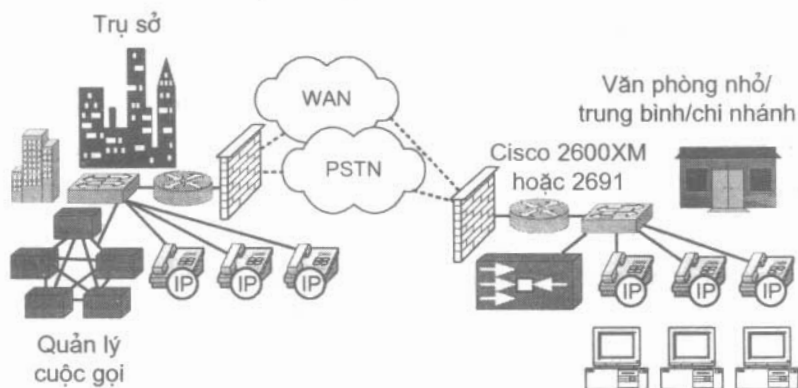 Trụ sở
WAN
PSTN
Văn phòng nhỏ/
trung bình/chi nhánh
Cisco 2600XM
hoặc 2691
IP
IP
IP
IP
IP
IP
Quản lý
cuộc gọi